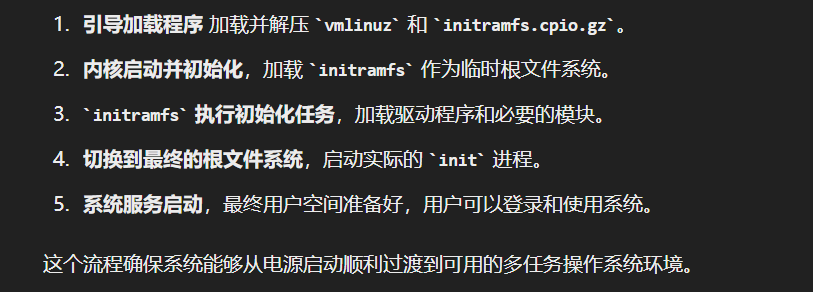 1. 引导加载程序 加载并解压 `vmlinuz` 和 `initramfs.cpio.gz`。
2. 内核启动并初始化，加载 `initramfs` 作为临时根文件系统。
3. `initramfs` 执行初始化任务，加载驱动程序和必要的模块。
4. 切换到最终的根文件系统，启动实际的 `init` 进程。
5. 系统服务启动，最终用户空间准备好，用户可以登录和使用系统。
这个流程确保系统能够从电源启动顺利过渡到可用的多任务操作系统环境。